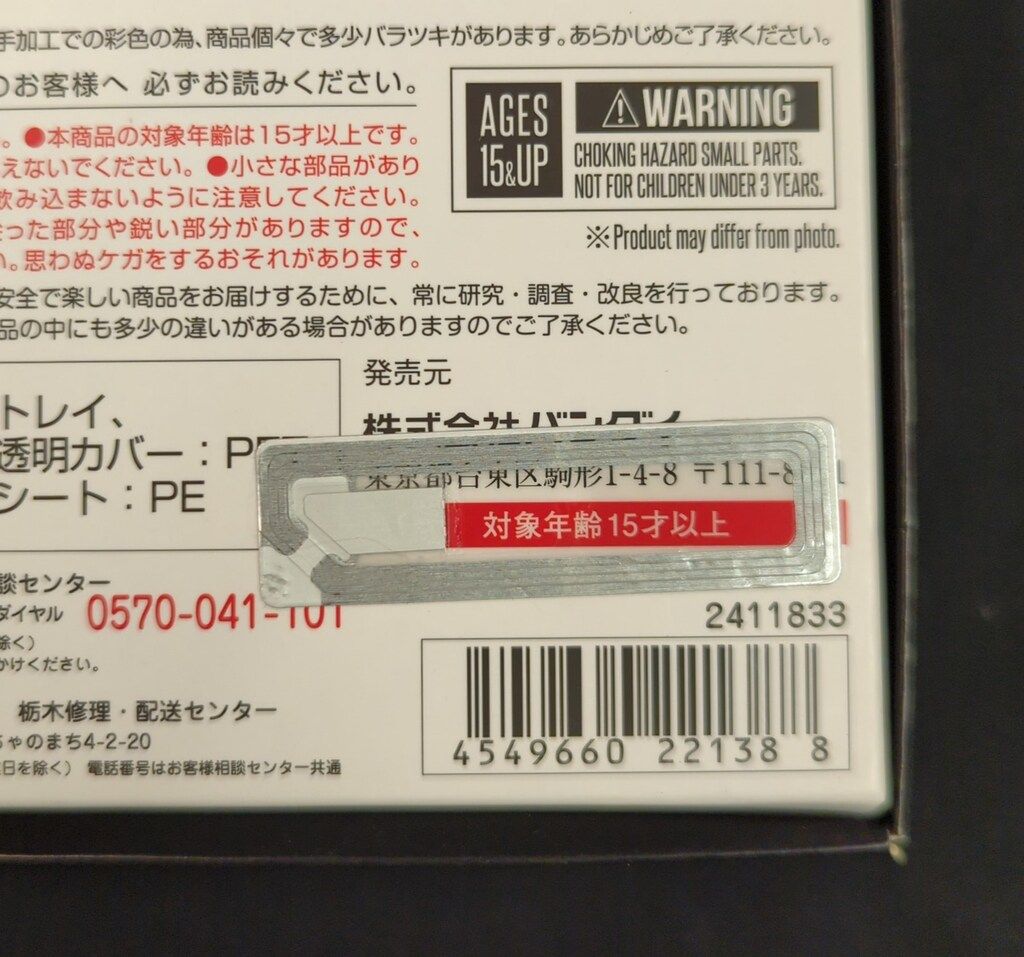 手加工での彩色の為、商品個々で多少バラツキがあります。あらかじめご了承ください。
のお客様へ 必ずお読みください。
。●本商品の対象年齢は15才以上です。
えないでください。●小さな部品があり
飲み込まないように注意してください。
った部分や鋭い部分がありますので、
い。思わぬケガをするおそれがあります。
AGES
15&UP
⚠WARNING
CHOKING HAZARD SMALL PARTS.
NOT FOR CHILDREN UNDER 3 YEARS.
※Product may differ from photo.
安全で楽しい商品をお届けするために、常に研究・調査・改良を行っております。
品の中にも多少の違いがある場合がありますのでご了承ください。
トレイ、
透明カバー：P
シート：PE
発売元
株式会社バンダイ
東京都台東区駒形1-4-8 〒111-8
対象年齢15才以上
談センター
ダイヤル 0570-041-101
除く）
かけください。
栃木修理・配送センター
ちゃのまち4-2-20
日を除く） 電話番号はお客様相談センター共通
2411833
4549660 22138 8